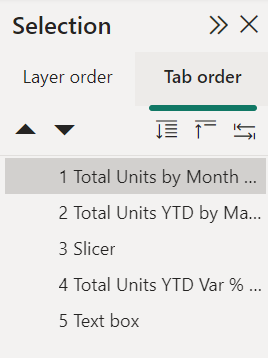 Selection
Layer order
Tab order
1 Total Units by Month ...
2 Total Units YTD by Ma...
3 Slicer
4 Total Units YTD Var % ...
5 Text box